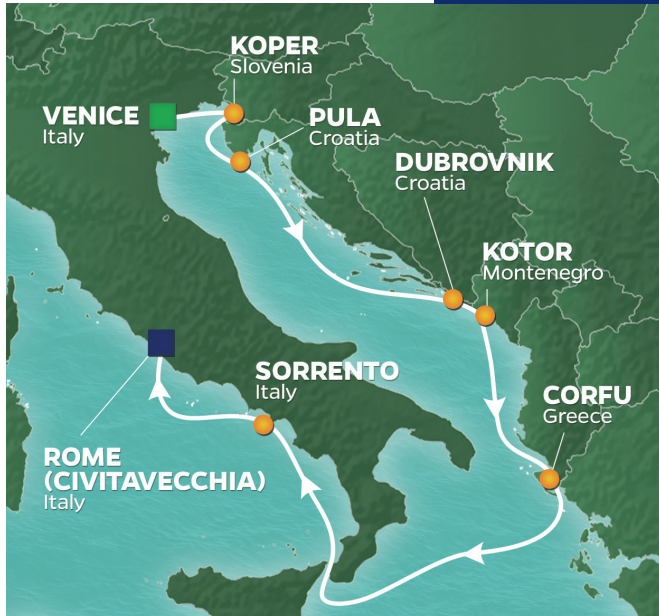 KOPER
Slovenia
VENICE
Italy
PULA
Croatia
DUBROVNIK
Croatia
KOTOR
Montenegro
SORRENTO
Italy
CORFU
Greece
ROME
(CIVITAVECCHIA)
Italy